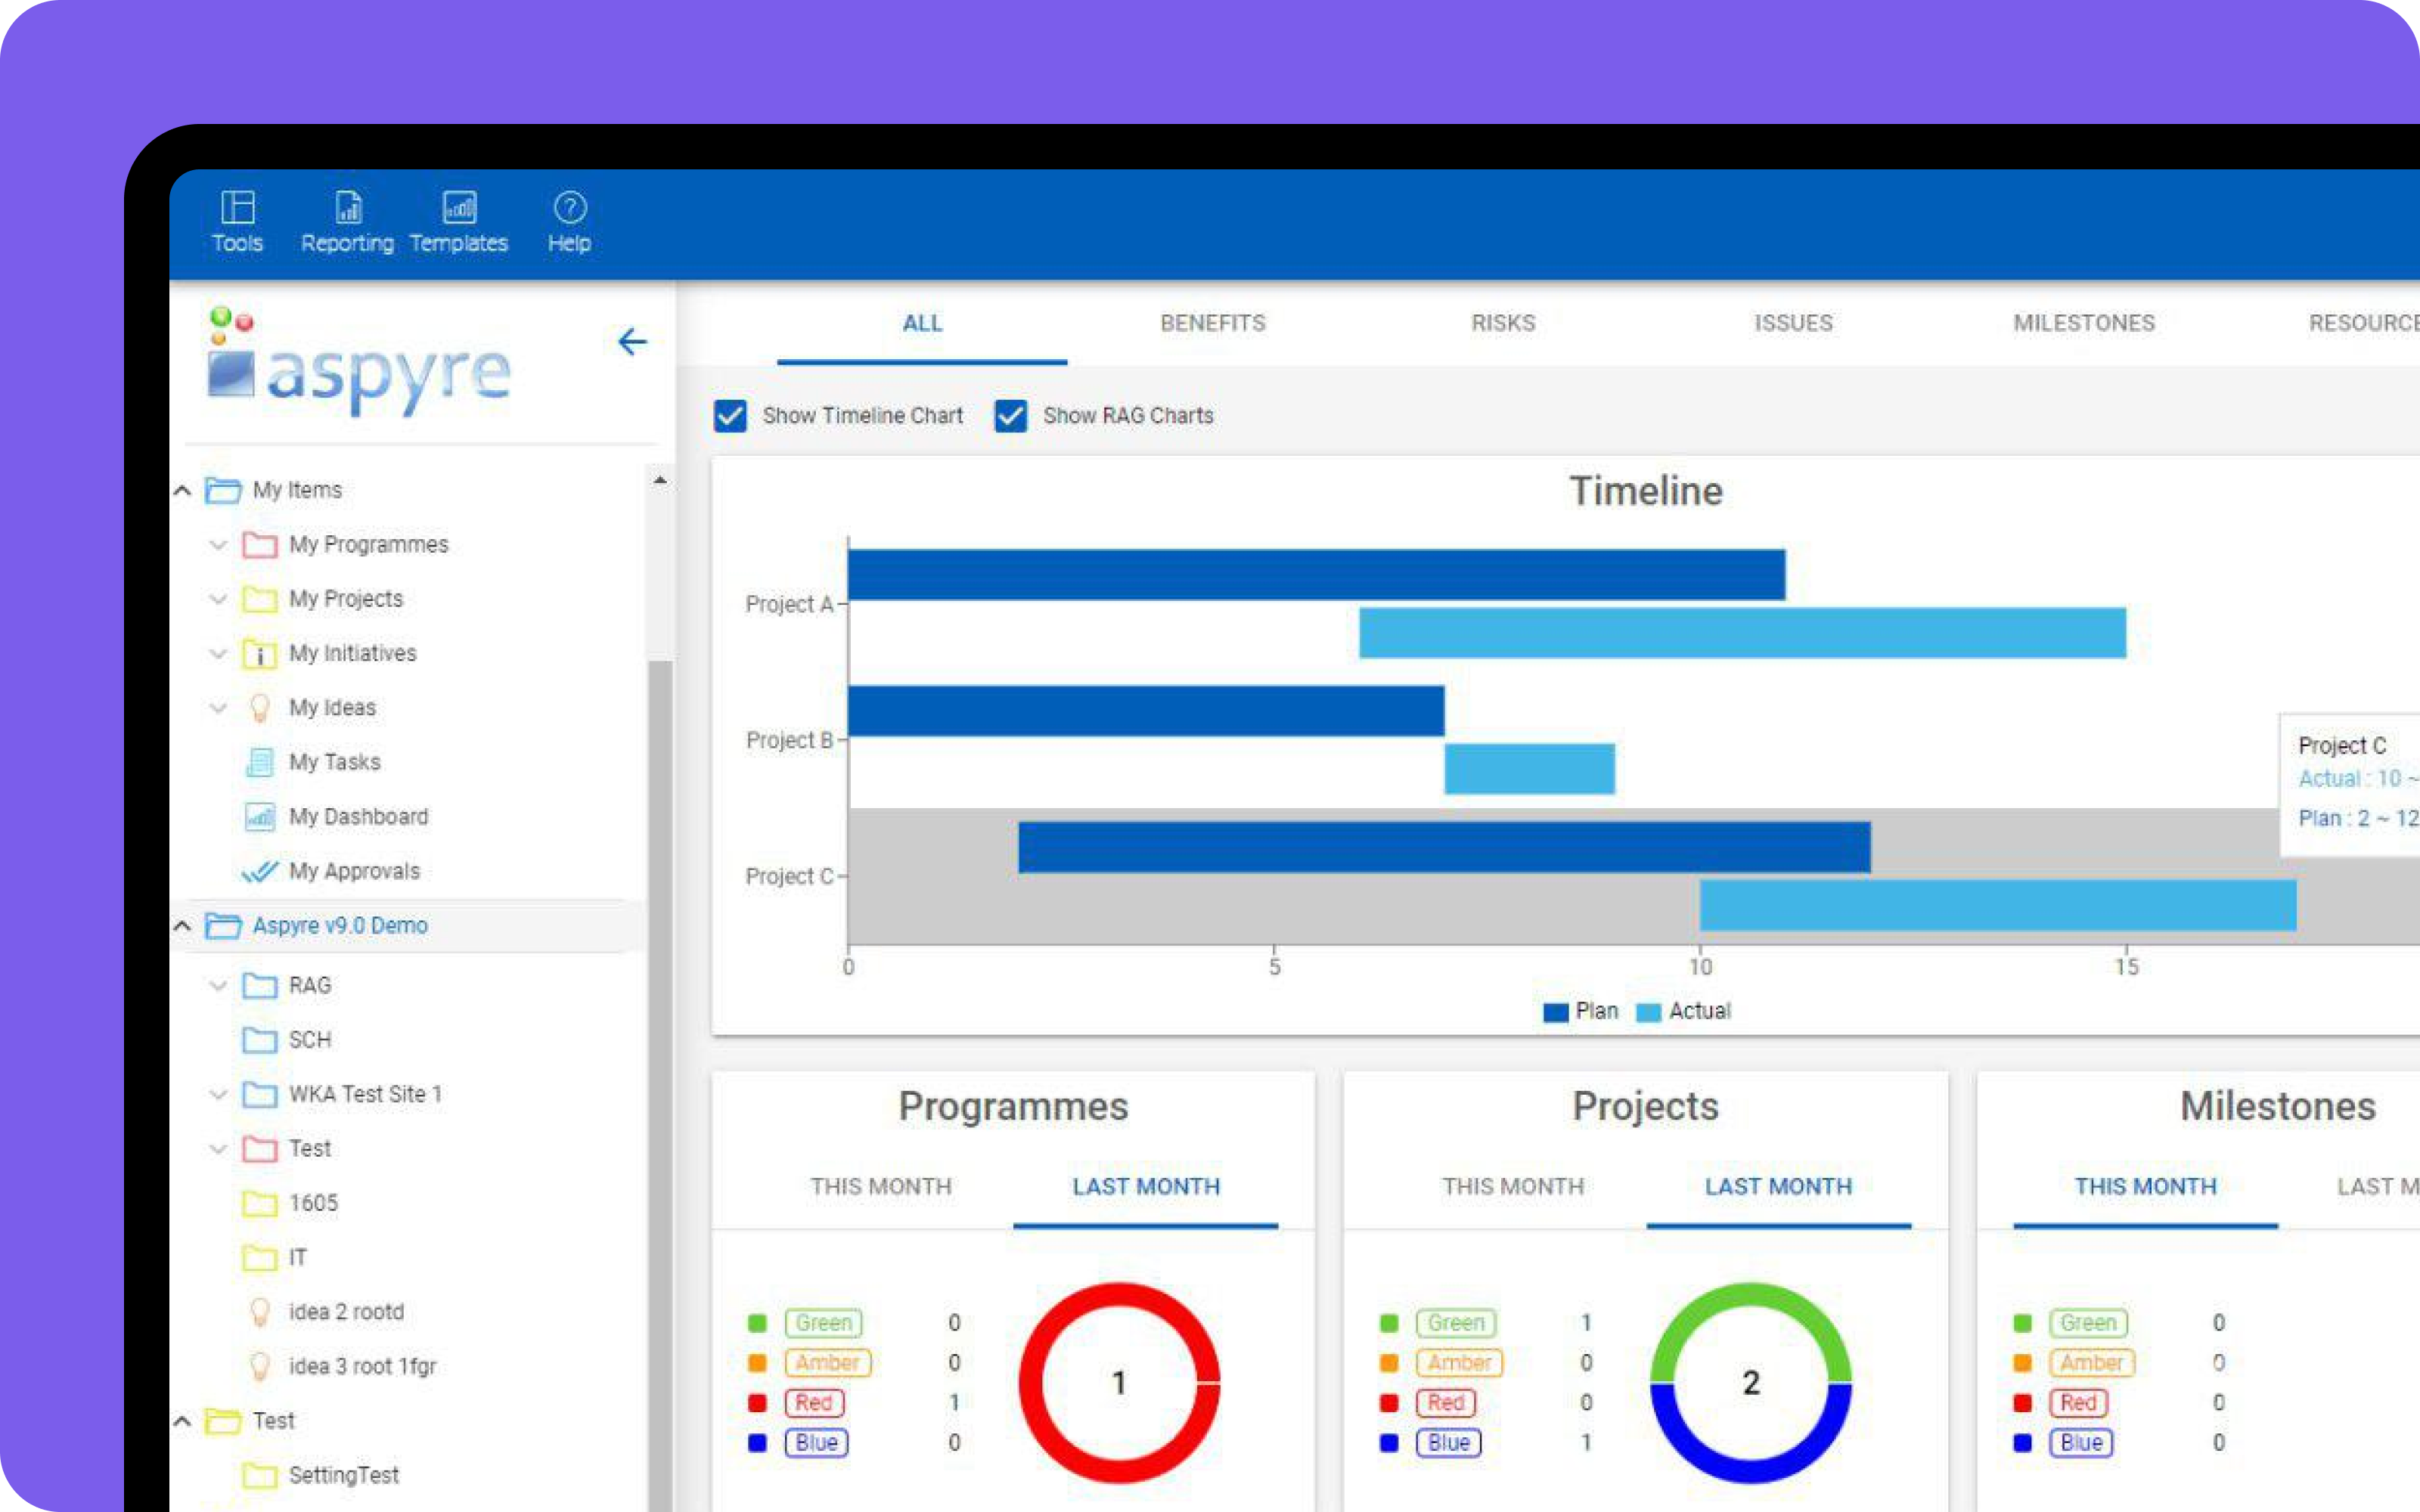 Tools Reporting Templates Help
aspyre
ALL BENEFITS RISKS ISSUES MILESTONES RESOURCE
Show Timeline Chart Show RAG Charts
My Items
My Programmes
My Projects
My Initiatives
My Ideas
My Tasks
My Dashboard
My Approvals
Aspyre v9.0 Demo
RAG
SCH
WKA Test Site 1
Test
1605
IT
idea 2 rootd
idea 3 root 1fgr
Test
SettingTest
Timeline
Project A
Project B
Project C
0 5 10 15
Plan Actual
Project C
Actual : 10 ~
Plan : 2 ~ 12
Programmes
THIS MONTH LAST MONTH
Green 0
Amber 0
Red 1
Blue 0
1
Projects
THIS MONTH LAST MONTH
Green 1
Amber 0
Red 0
Blue 1
2
Milestones
THIS MONTH LAST M
Green 0
Amber 0
Red 0
Blue 0